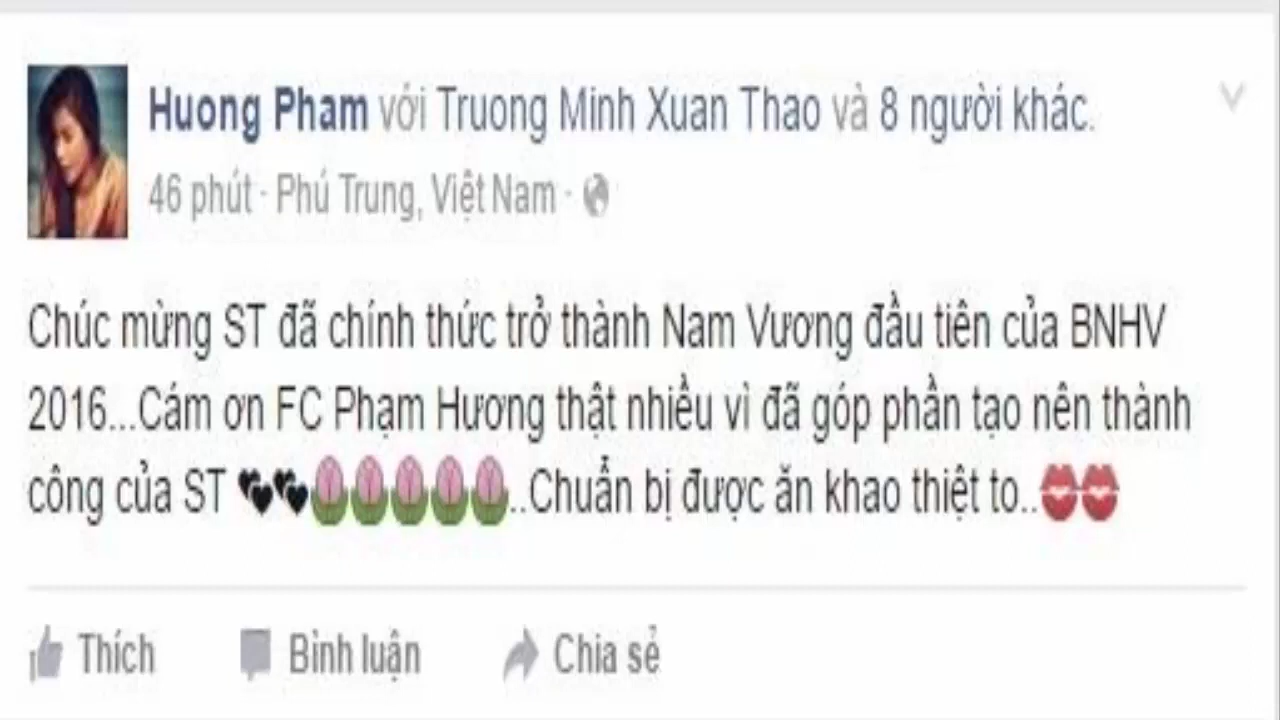 Huong Pham với Truong Minh Xuan Thao và 8 người khác.
46 phút · Phú Trung, Việt Nam ·
Chúc mừng ST đã chính thức trở thành Nam Vương đầu tiên của BNHV
2016...Cám ơn FC Phạm Hương thật nhiều vì đã góp phần tạo nên thành
công của ST 💕💕🌷🌷🌷🌷🌷..Chuẩn bị được ăn khao thiệt to..💋💋
Thích Bình luận Chia sẻ